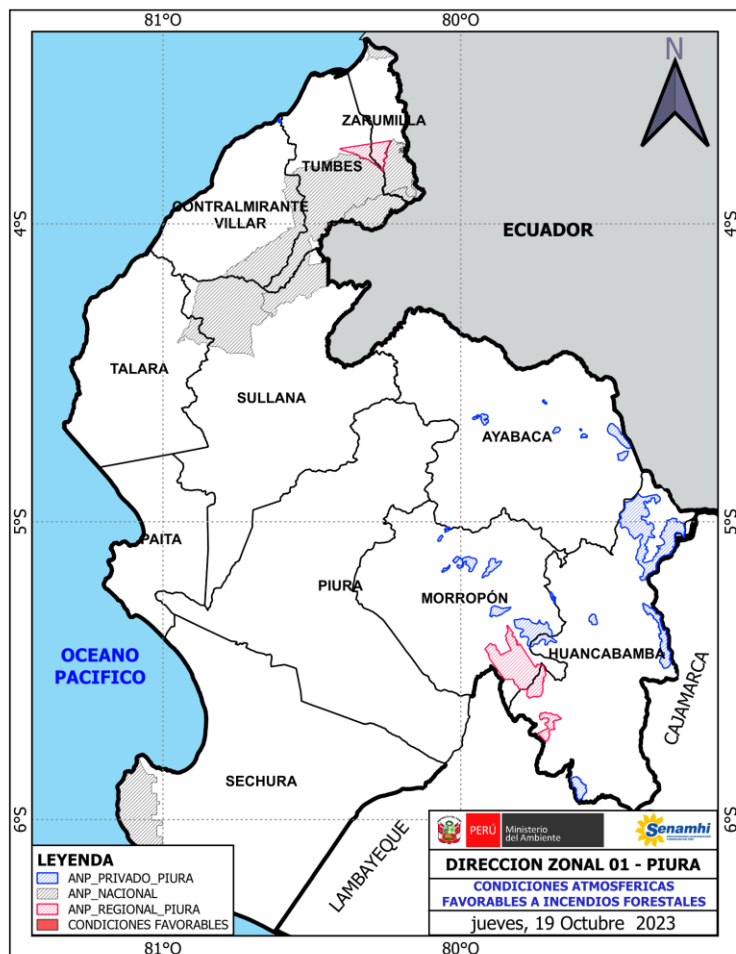 81°O
80°O
N
ZARUMILLA
TUMBES
CONTRALMIRANTE
VILLAR
4°S
4°S
ECUADOR
TALARA
SULLANA
AYABACA
5°S
5°S
PAITA
PIURA
MORROPÓN
HUANCABAMBA
OCEANO
PACIFICO
CAJAMARCA
SECHURA
LAMBAYEQUE
6°S
6°S
LEYENDA
ANP_PRIVADO_PIURA
ANP_NACIONAL
ANP_REGIONAL_PIURA
CONDICIONES FAVORABLES
PERÚ
Ministerio
del Ambiente
Senamhi
DIRECCION ZONAL 01 - PIURA
CONDICIONES ATMOSFERICAS
FAVORABLES A INCENDIOS FORESTALES
jueves, 19 Octubre 2023
81°O
80°O